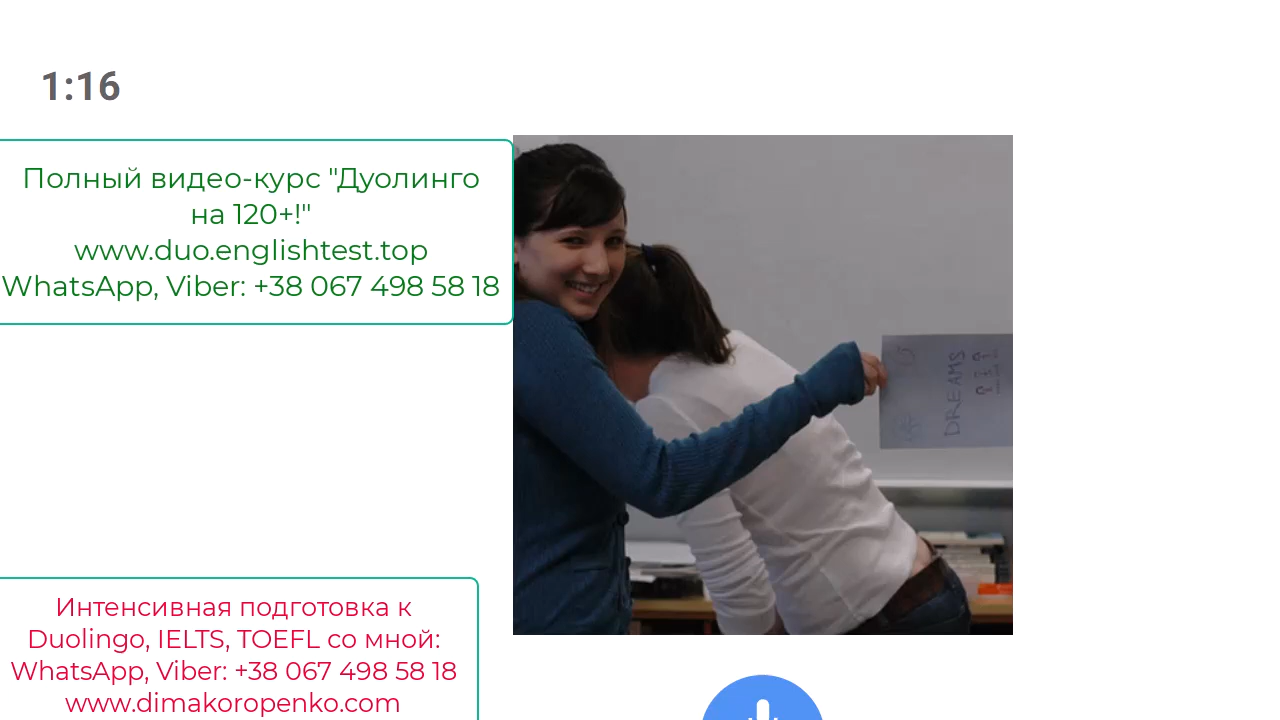 1:16
Полный видео-курс "Дуолинго
на 120+!"
www.duo.englishtest.top
WhatsApp, Viber: +38 067 498 58 18
DREAMS
Интенсивная подготовка к
Duolingo, IELTS, TOEFL со мной:
WhatsApp, Viber: +38 067 498 58 18
www.dimakoropenko.com